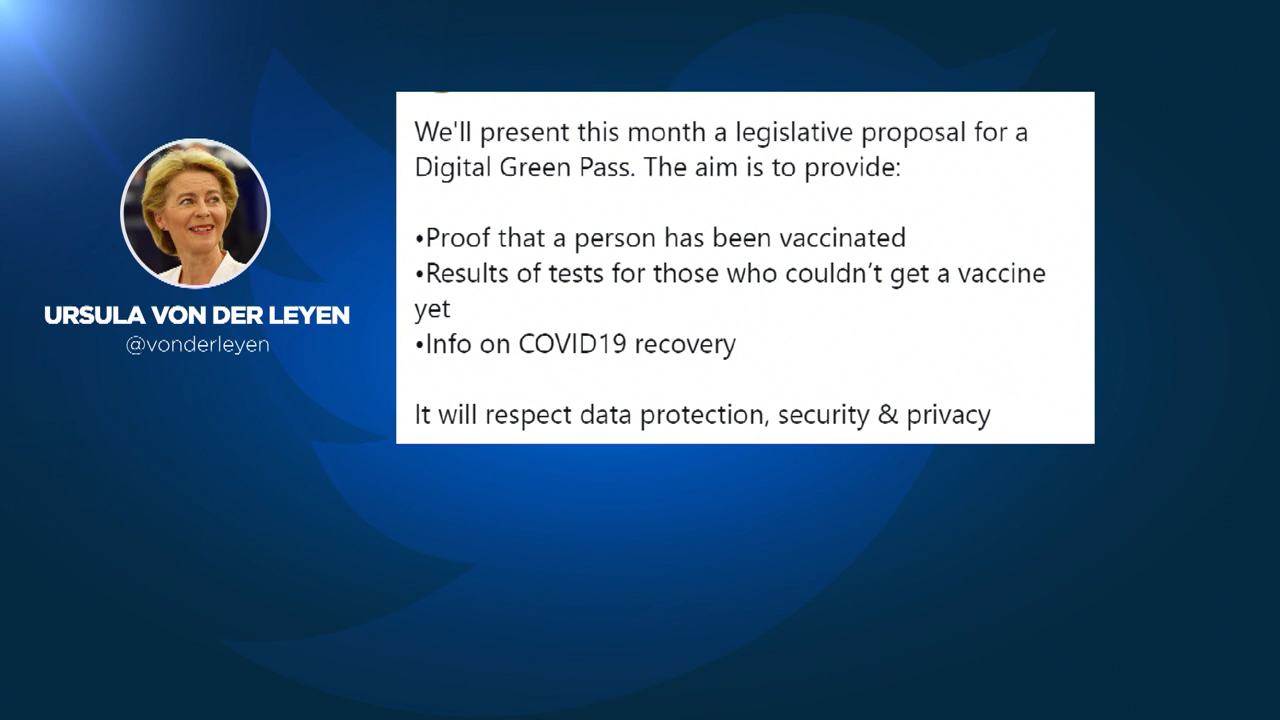 URSULA VON DER LEYEN
@vonderleyen
We'll present this month a legislative proposal for a
Digital Green Pass. The aim is to provide:
•Proof that a person has been vaccinated
•Results of tests for those who couldn’t get a vaccine
yet
•Info on COVID19 recovery
It will respect data protection, security & privacy